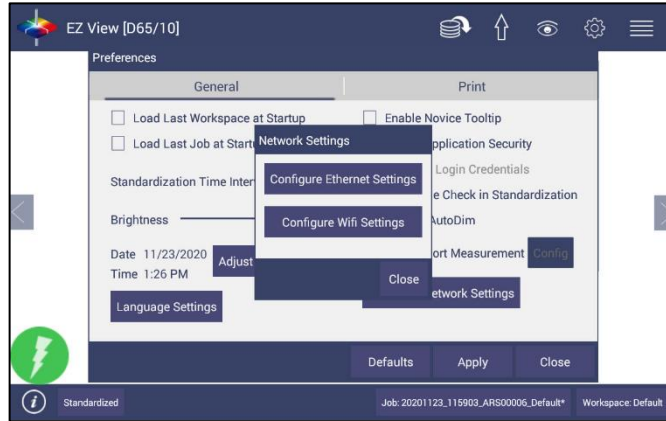 EZ View [D65/10]
Preferences
General
Print
Load Last Workspace at Startup
Enable Novice Tooltip
Load Last Job at Start
pplication Security
Network Settings
Login Credentials
Configure Ethernet Settings
Standardization Time Inter
e Check in Standardization
Configure Wifi Settings
Brightness
AutoDim
Date 11/23/2020
Adjust
ort Measurement
Config
Time 1:26 PM
Close
etwork Settings
Language Settings
Defaults
Apply
Close
i
Standardized
Job: 20201123_115903_ARS00006_Default*
Workspace: Default